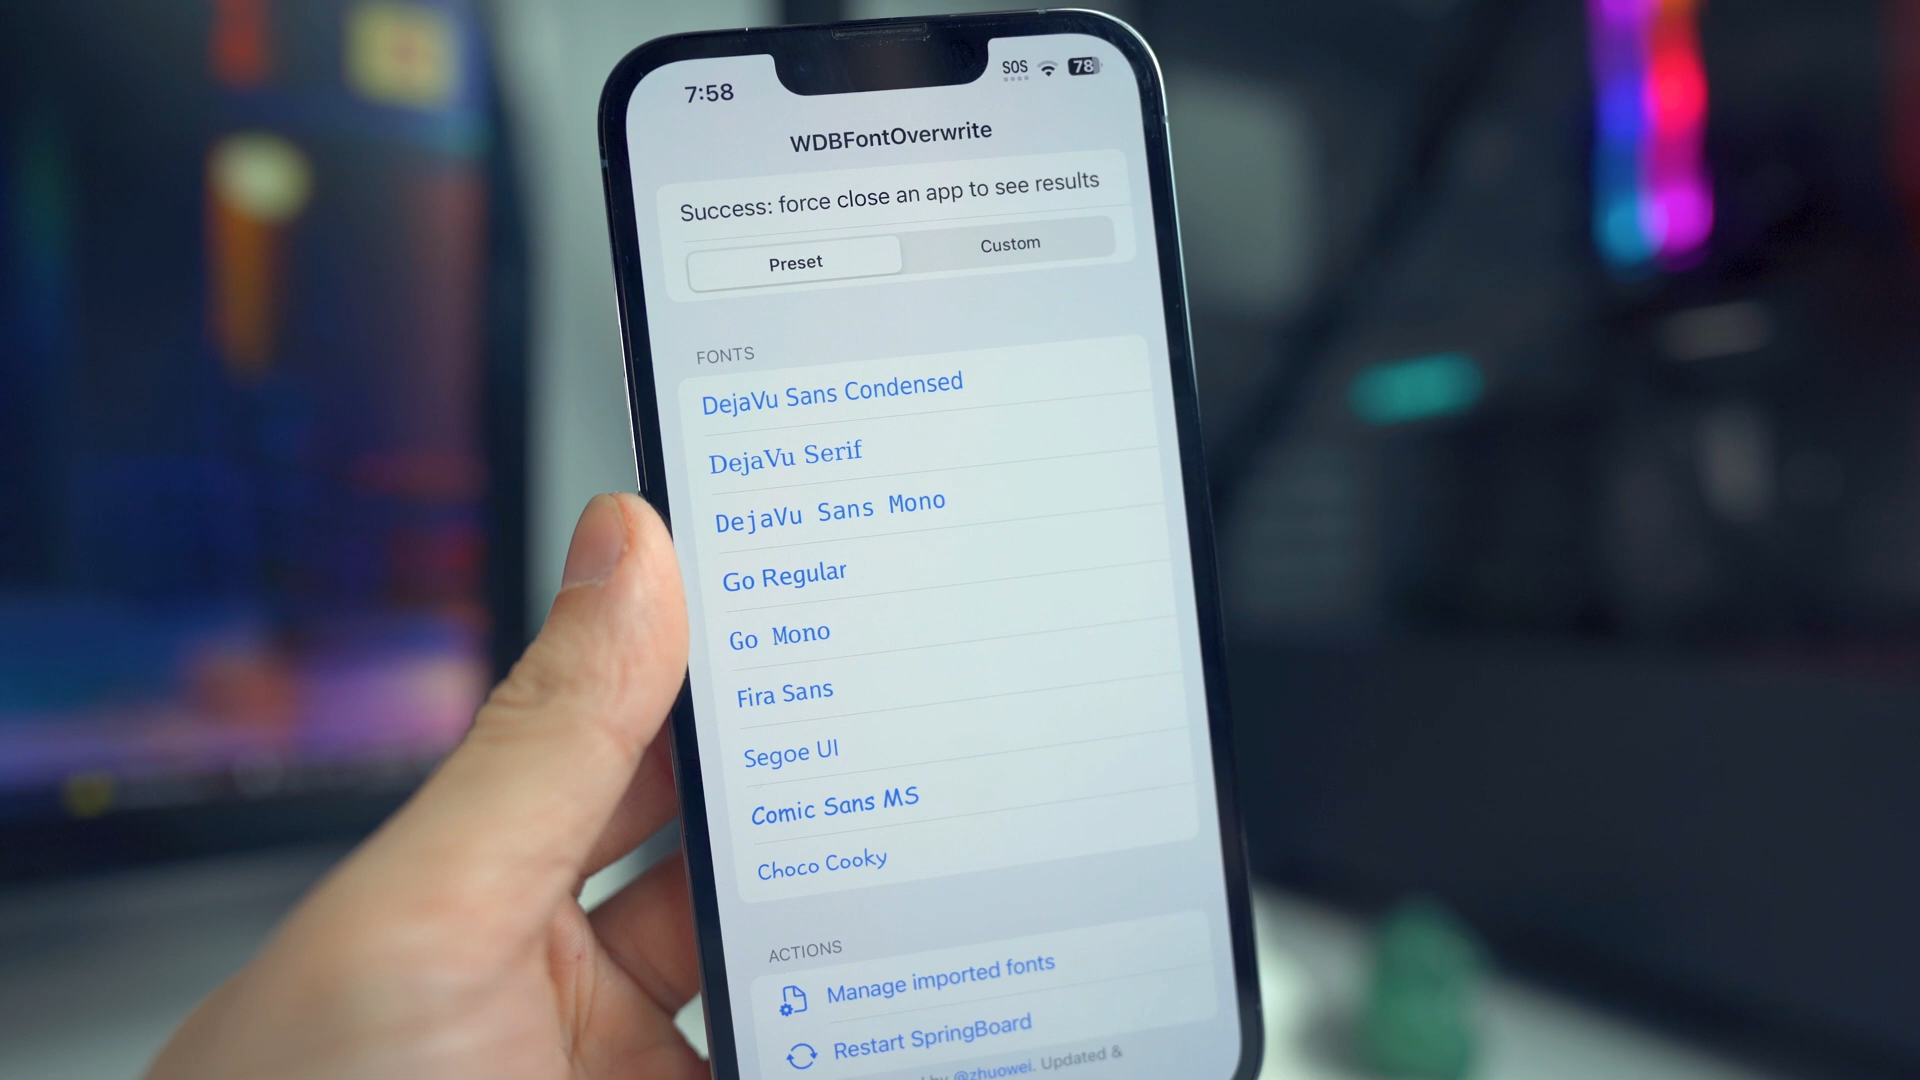 7:58
SOS
78
WDBFontOverwrite
Success: force close an app to see results
Preset
Custom
FONTS
DejaVu Sans Condensed
DejaVu Serif
DejaVu Sans Mono
Go Regular
Go Mono
Fira Sans
Segoe UI
Comic Sans MS
Choco Cooky
ACTIONS
Manage imported fonts
Restart SpringBoard
by @zhuowei. Updated &